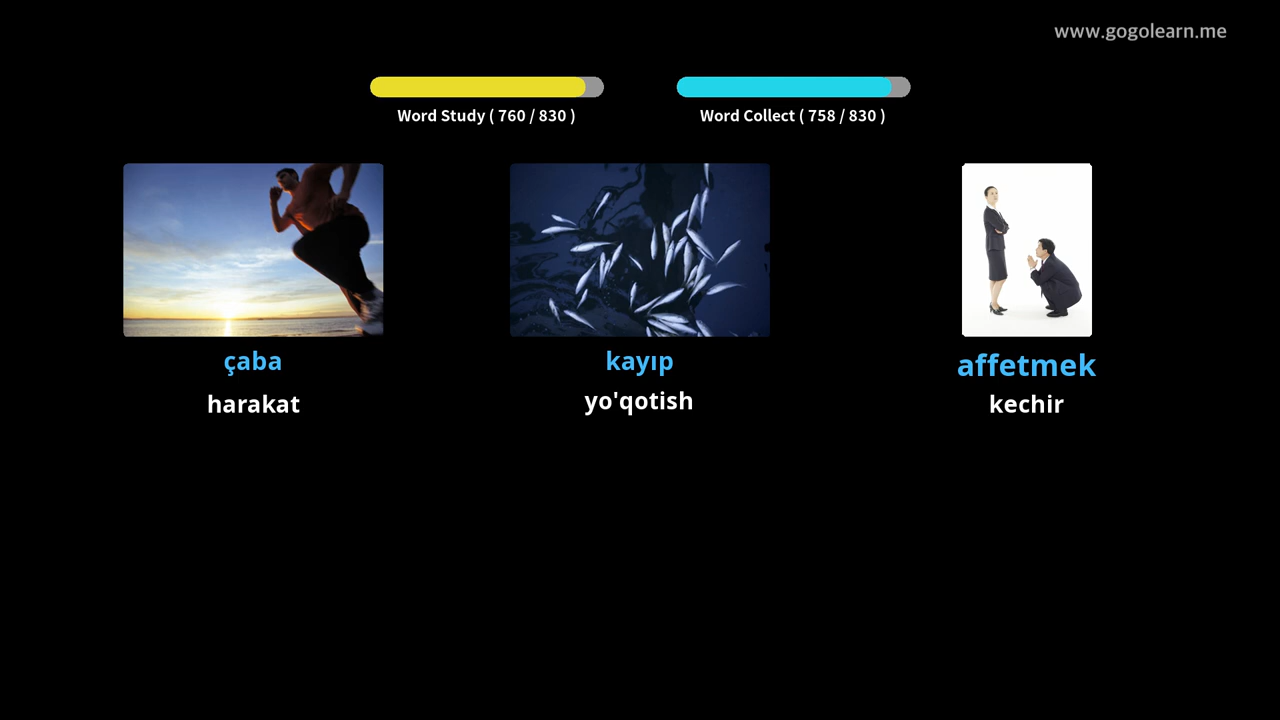 www.gogolearn.me
Word Study ( 760 / 830 )
Word Collect ( 758 / 830 )
çaba
kayıp
affetmek
harakat
yo'qotish
kechir